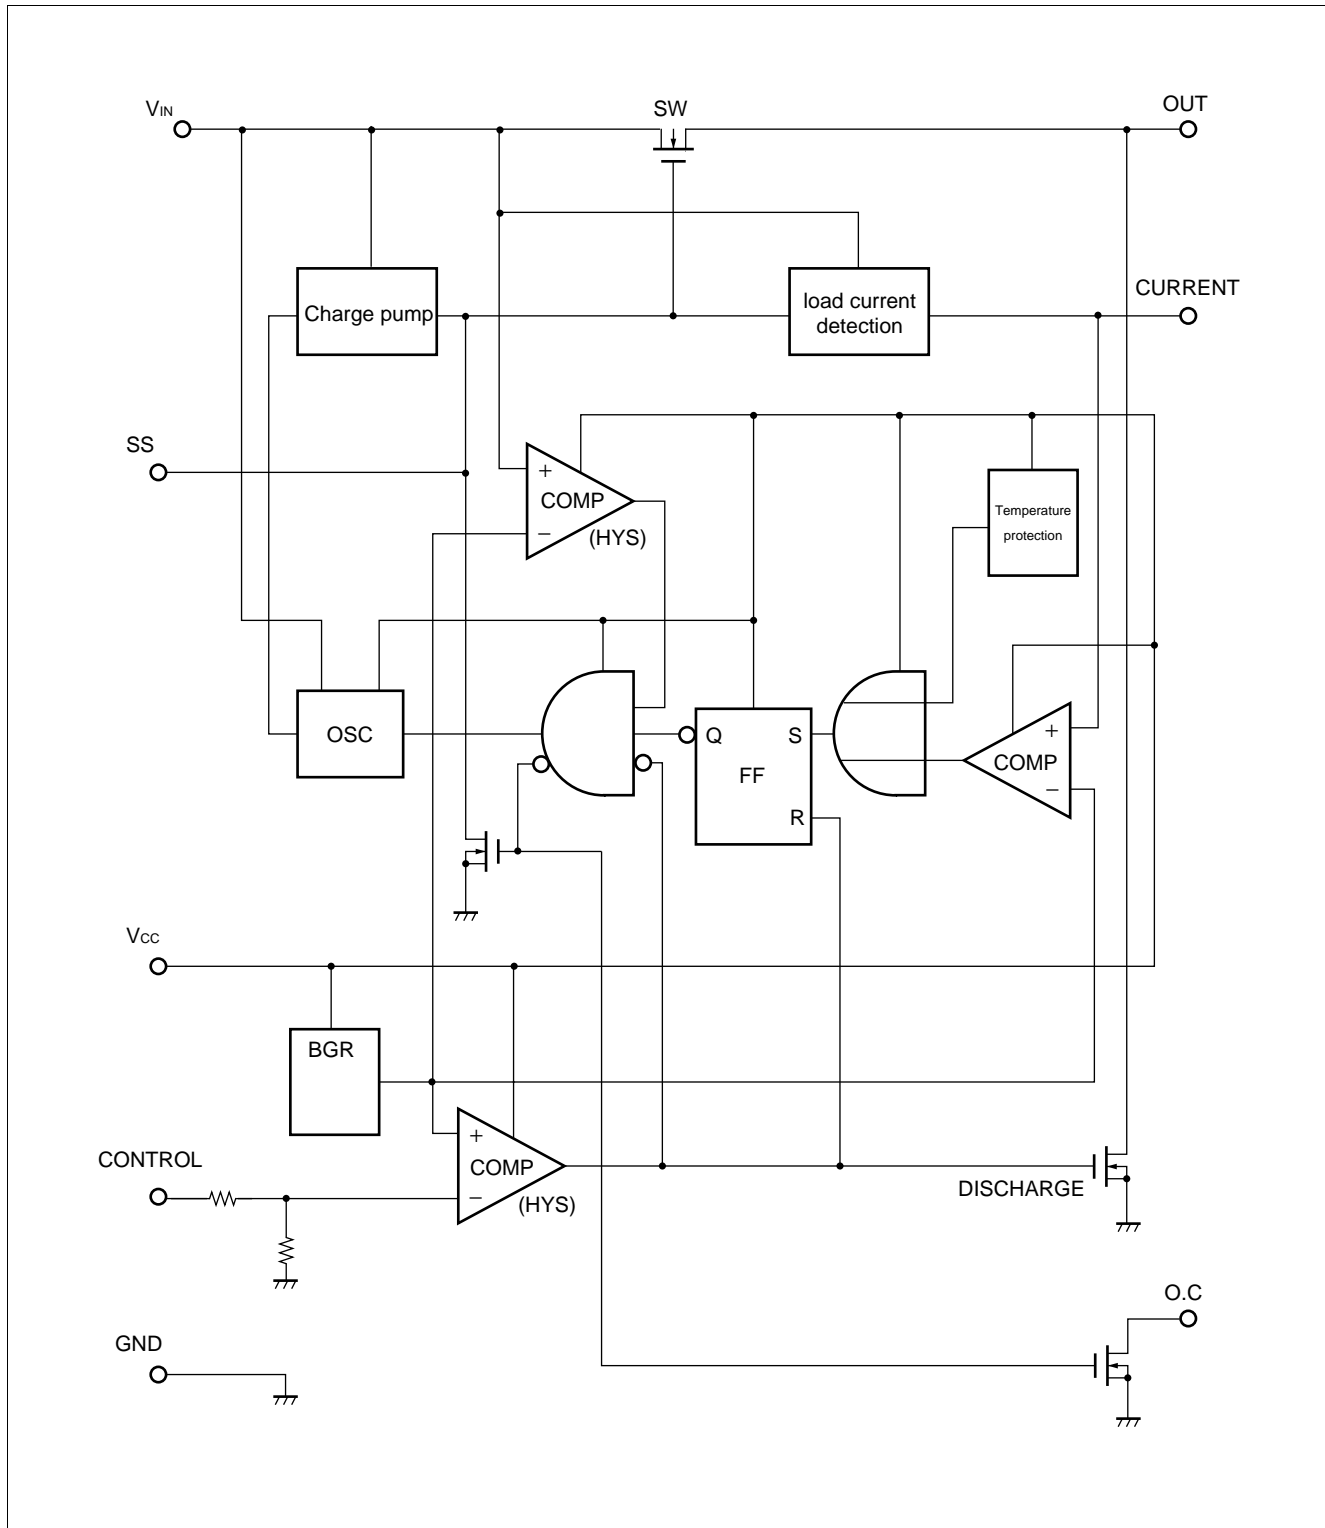 VIN
SW
OUT
Charge pump
load current
detection
CURRENT
SS
+
COMP
−
(HYS)
Temperature
protection
OSC
Q
S
FF
R
+
COMP
−
VCC
BGR
+
COMP
−
(HYS)
CONTROL
DISCHARGE
O.C
GND